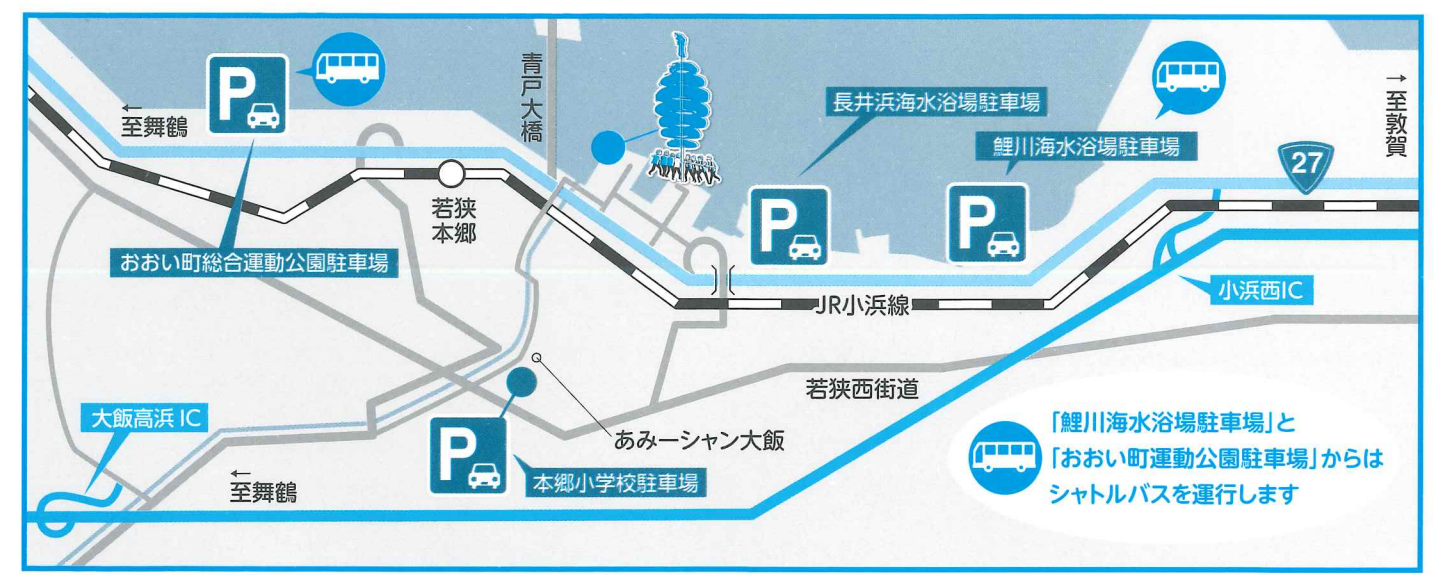 P
←
至舞鶴
青戸大橋
長井浜海水浴場駐車場
鯉川海水浴場駐車場
→
至敦賀
27
若狭
本郷
P
P
おおい町総合運動公園駐車場
小浜西IC
JR小浜線
若狭西街道
大飯高浜 IC
あみーシャン大飯
P
本郷小学校駐車場
←
至舞鶴
「鯉川海水浴場駐車場」と
「おおい町運動公園駐車場」からは
シャトルバスを運行します